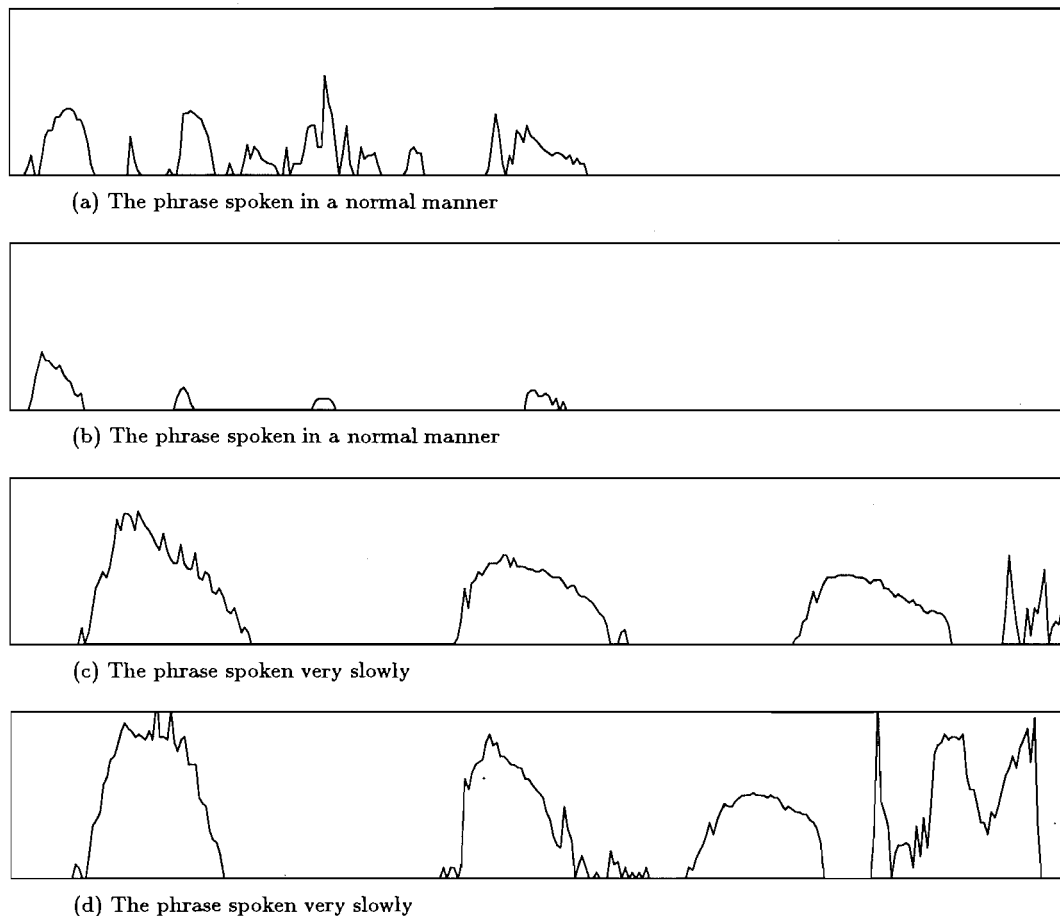 (a) The phrase spoken in a normal manner
(b) The phrase spoken in a normal manner
(c) The phrase spoken very slowly
(d) The phrase spoken very slowly